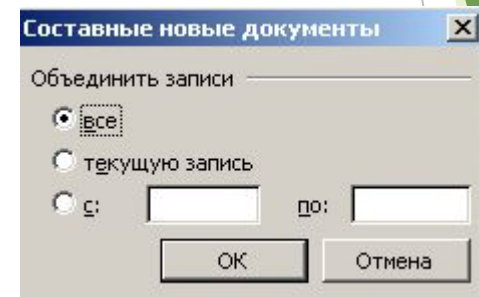 Составные новые документы
Объединить записи
все
текущую запись
с: по:
ОК Отмена